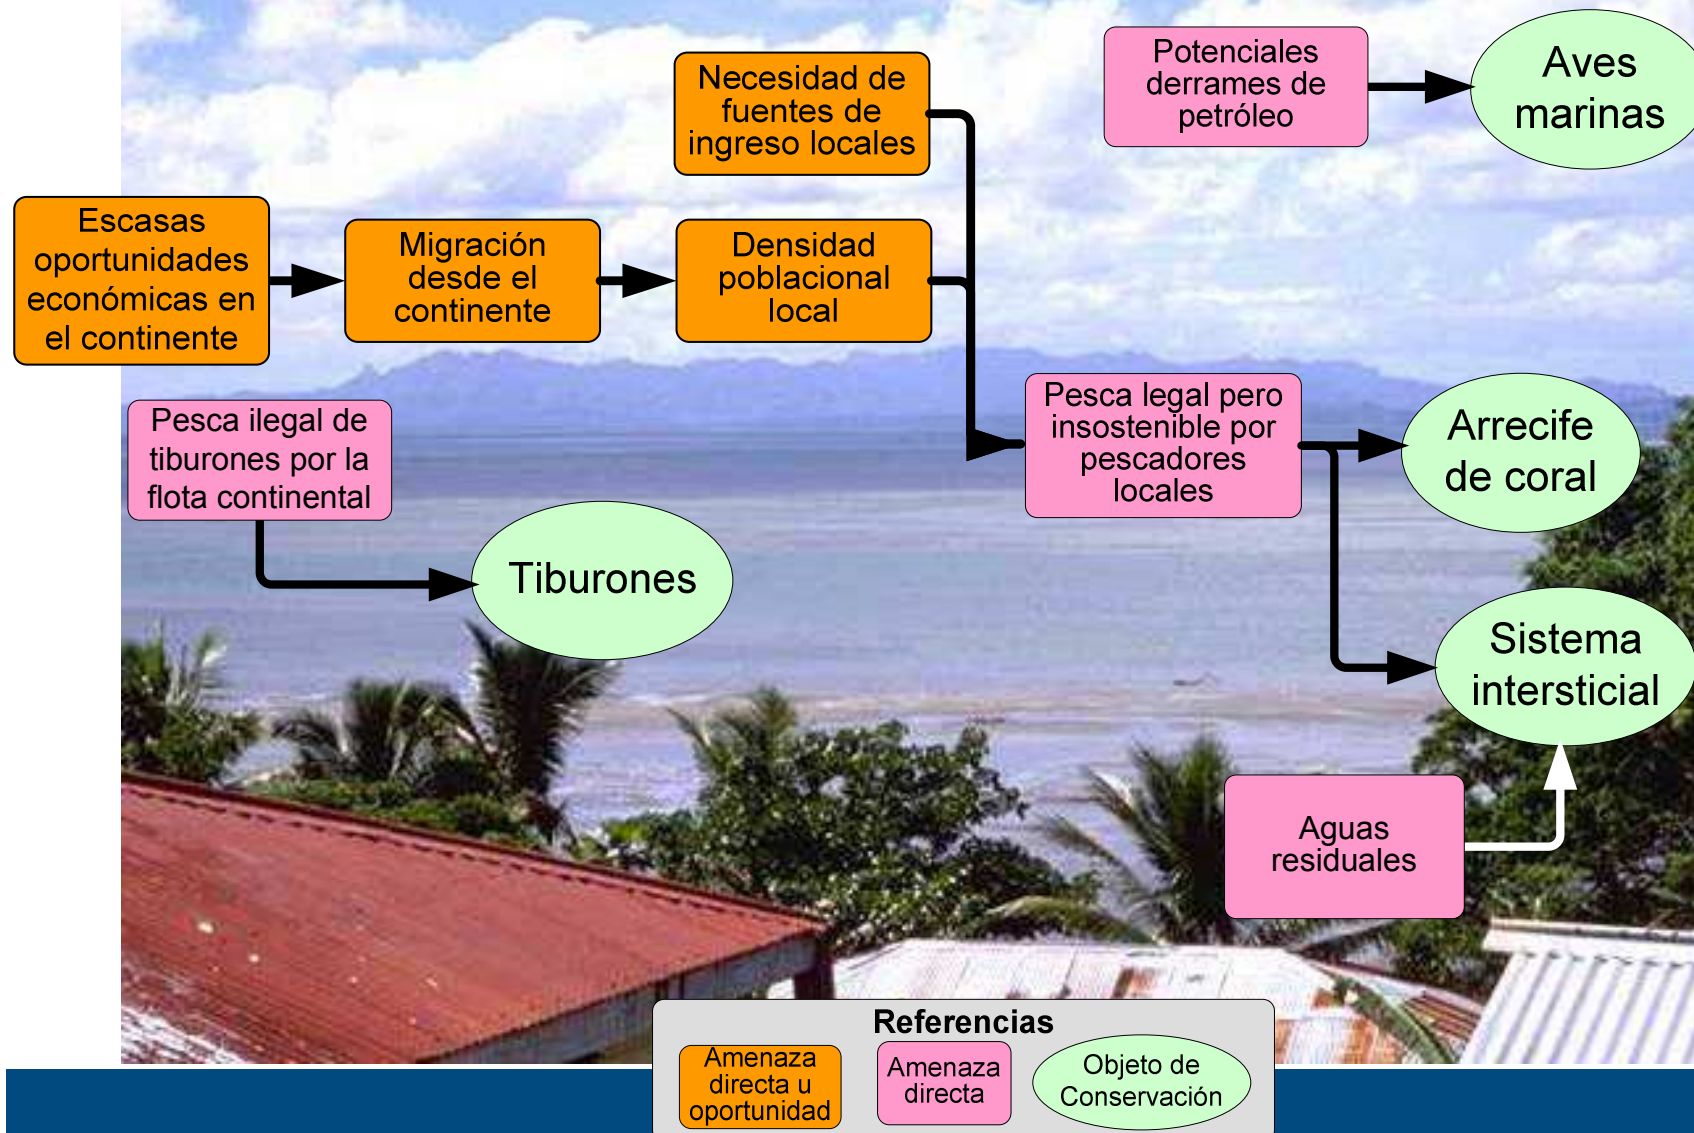 Potenciales
derrames de
petróleo
Aves
marinas
Necesidad de
fuentes de
ingreso locales
Escasas
oportunidades
económicas en
el continente
Migración
desde el
continente
Densidad
poblacional
local
Pesca legal pero
insostenible por
pescadores
locales
Arrecife
de coral
Pesca ilegal de
tiburones por la
flota continental
Tiburones
Sistema
intersticial
Aguas
residuales
Referencias
Amenaza
directa u
oportunidad
Amenaza
directa
Objeto de
Conservación